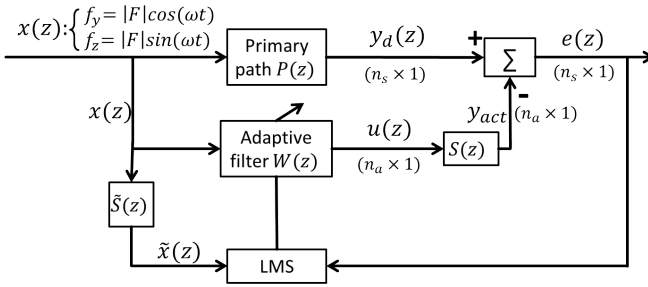 x(z): { f_y = |F|cos(ωt)
f_z = |F|sin(ωt)
Primary
path P(z)
y_d(z)
(n_s × 1)
+
Σ
e(z)
(n_s × 1)
-
x(z)
Adaptive
filter W(z)
u(z)
(n_a × 1)
S(z)
y_act (n_a × 1)
S̃(z)
x̃(z)
LMS